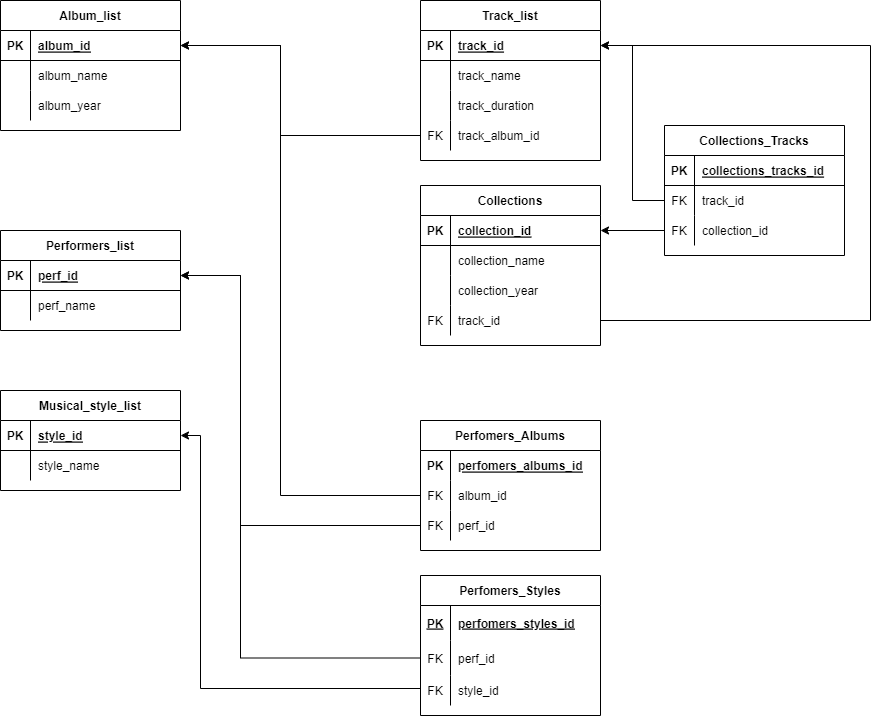 Album_list
PK album_id
album_name
album_year
Track_list
PK track_id
track_name
track_duration
FK track_album_id
Collections_Tracks
PK collections_tracks_id
FK track_id
FK collection_id
Collections
PK collection_id
collection_name
collection_year
FK track_id
Performers_list
PK perf_id
perf_name
Musical_style_list
PK style_id
style_name
Perfomers_Albums
PK perfomers_albums_id
FK album_id
FK perf_id
Perfomers_Styles
PK perfomers_styles_id
FK perf_id
FK style_id